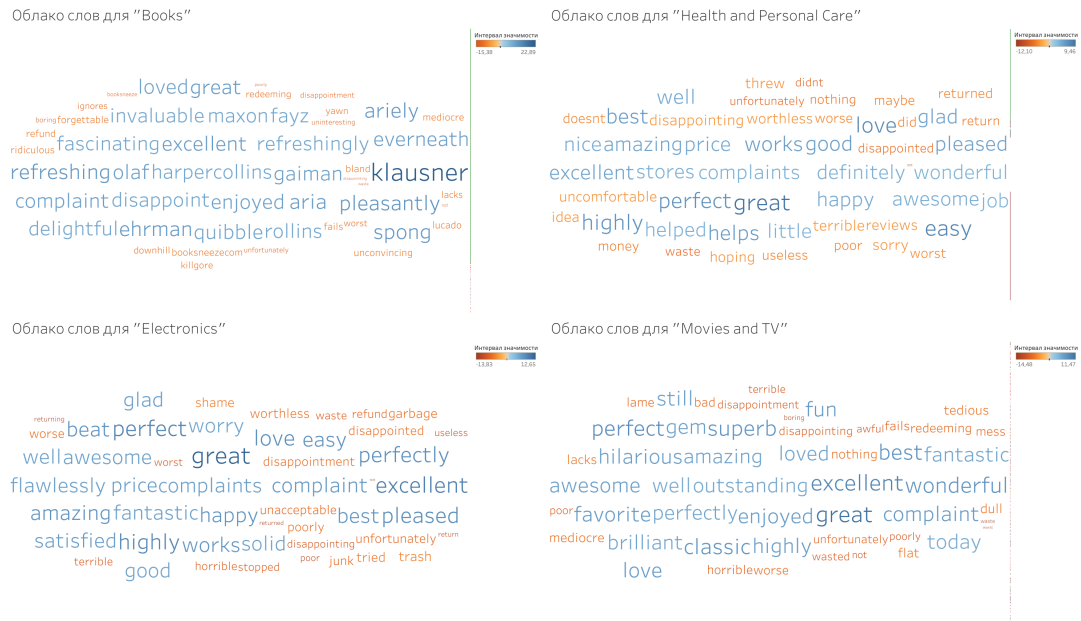 Облако слов для "Books"
Интервал значимости
-15,38 22,89
loved great
booksneeze redeeming disappointment
ignores
boring forgettable invaluable maxon fayz yawn ariely mediocre
uninteresting
refund fascinating excellent refreshingly everneath
ridiculous
refreshing olaf harpercollins gaiman bland klausner
complaint disappoint enjoyed aria pleasantly lacks
delightful ehrman quibble rollins fails worst spong lucado
downhill booksneezecom unfortunately unconvincing
killgore
Облако слов для "Health and Personal Care"
Интервал значимости
-12,10 9,46
threw didnt
well unfortunately nothing maybe returned
doesnt best disappointing worthless worse love did glad return
nice amazing price works good disappointed pleased
excellent stores complaints definitely wonderful
uncomfortable perfect great happy awesome job
idea highly helped helps little terrible reviews easy
money waste hoping useless poor sorry worst
Облако слов для "Electronics"
Интервал значимости
-13,83 12,65
glad shame
returning worthless waste refund garbage
worse beat perfect worry love easy disappointed useless
well awesome worst great disappointment perfectly
flawlessly price complaints complaint excellent
amazing fantastic happy unacceptable best pleased
returned poorly
satisfied highly works solid disappointing unfortunately return
terrible horrible stopped poor junk tried trash
good
Облако слов для "Movies and TV"
Интервал значимости
-14,48 11,47
terrible
lame still bad disappointment fun tedious
boring
perfect gem superb disappointing awful fails redeeming mess
lacks hilarious amazing loved nothing best fantastic
awesome well outstanding excellent wonderful
poor favorite perfectly enjoyed great complaint dull
waste
mediocre brilliant classic highly unfortunately poorly today
wasted not flat
love horrible worse